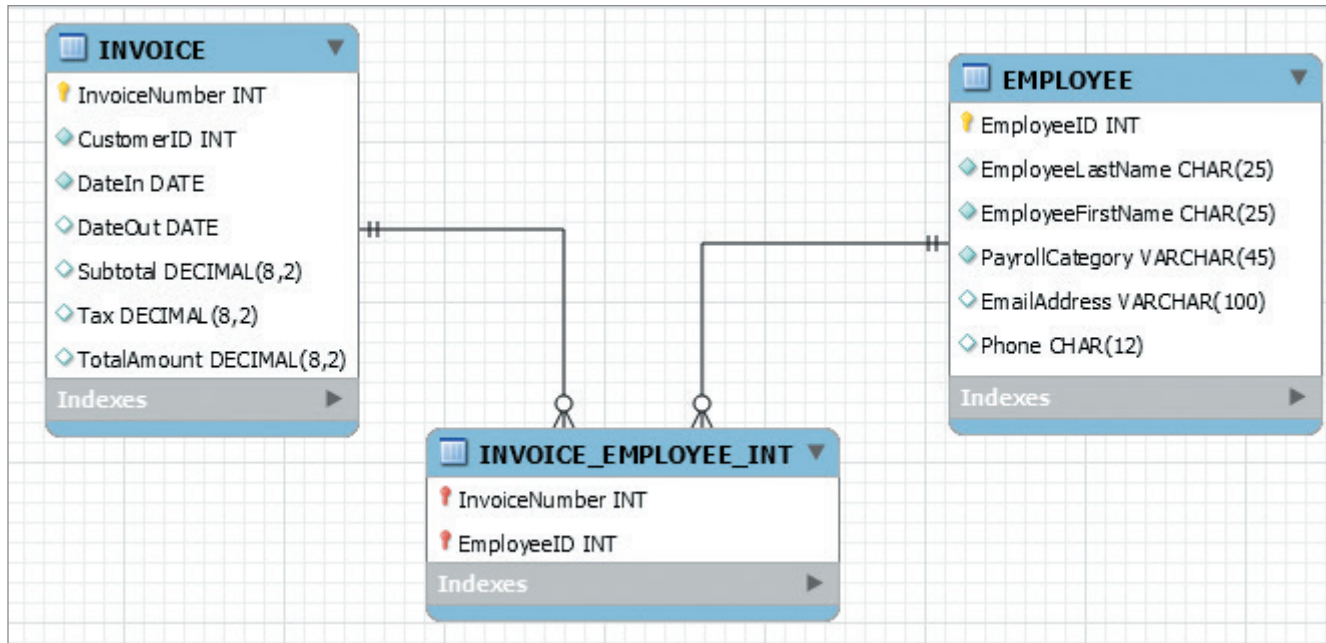 INVOICE
InvoiceNumber INT
CustomerID INT
DateIn DATE
DateOut DATE
Subtotal DECIMAL(8,2)
Tax DECIMAL(8,2)
TotalAmount DECIMAL(8,2)
Indexes
EMPLOYEE
EmployeeID INT
EmployeeLastName CHAR(25)
EmployeeFirstName CHAR(25)
PayrollCategory VARCHAR(45)
EmailAddress VARCHAR(100)
Phone CHAR(12)
Indexes
INVOICE_EMPLOYEE_INT
InvoiceNumber INT
EmployeeID INT
Indexes